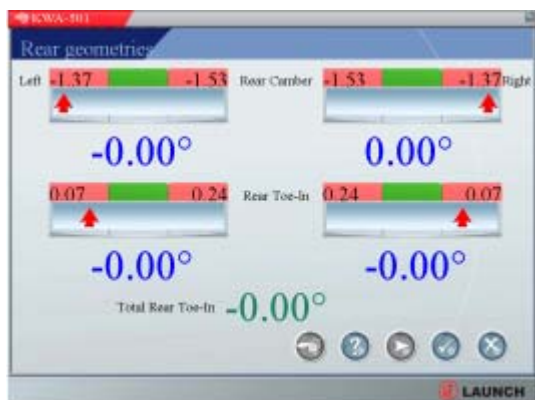 KWA-501
Rear geometries
Left -1.37 -1.53 Rear Camber -1.53 -1.37 Right
-0.00° 0.00°
0.07 0.24 Rear Toe-In 0.24 0.07
-0.00° -0.00°
Total Rear Toe-In -0.00°
?
LAUNCH